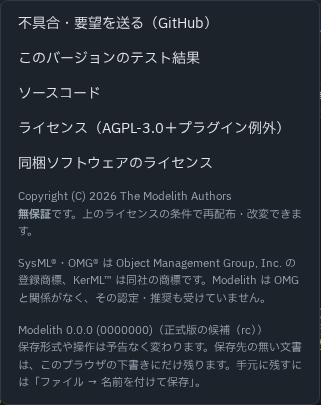 不具合・要望を送る（GitHub）
このバージョンのテスト結果
ソースコード
ライセンス（AGPL-3.0＋プラグイン例外）
同梱ソフトウェアのライセンス
Copyright (C) 2026 The Modelith Authors
無保証です。上のライセンスの条件で再配布・改変できま
す。
SysML®・OMG® は Object Management Group, Inc. の
登録商標、KerML™ は同社の商標です。Modelith は OMG
と関係がなく、その認定・推奨も受けていません。
Modelith 0.0.0 (0000000)（正式版の候補（rc））
保存形式や操作は予告なく変わります。保存先の無い文書
は、このブラウザの下書きにだけ残ります。手元に残すに
は「ファイル → 名前を付けて保存」。